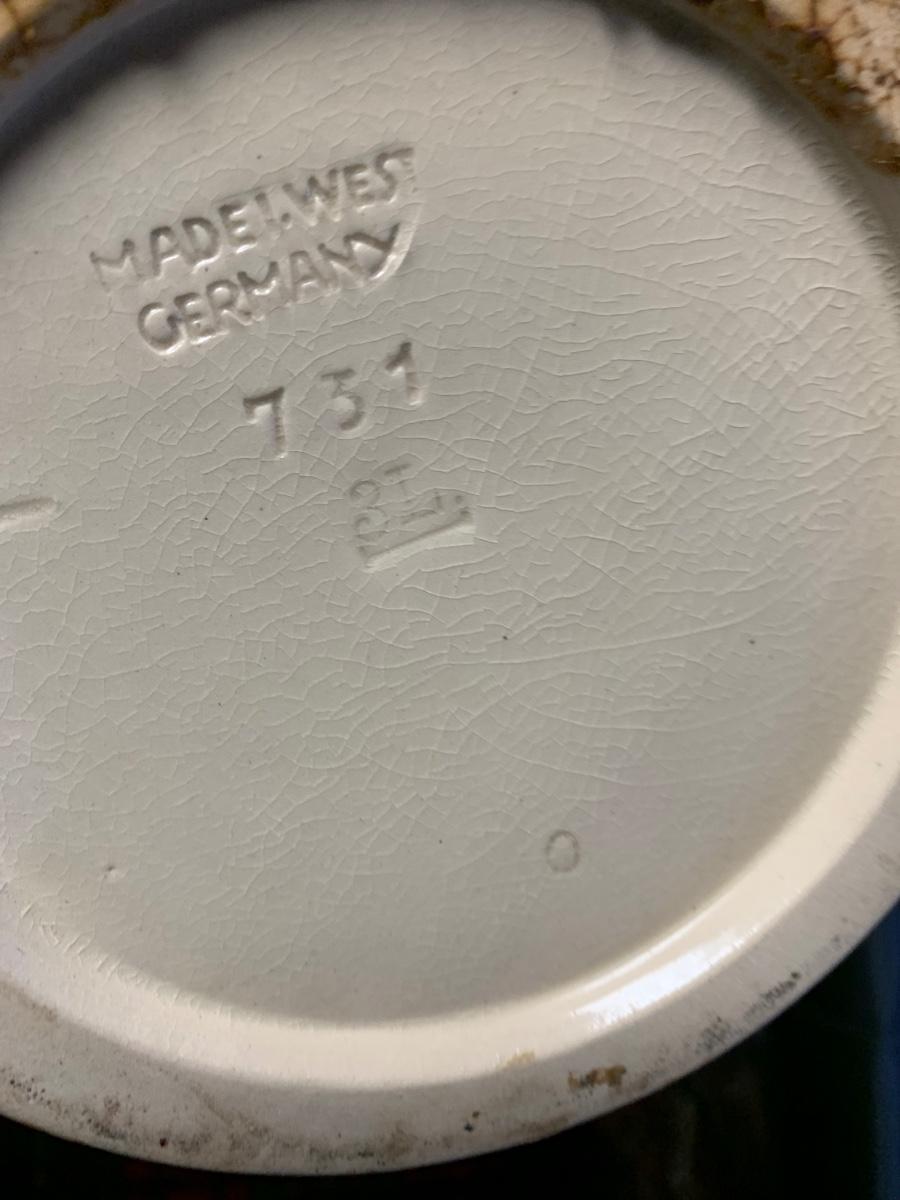 MADE I. WEST
GERMANY
731
O